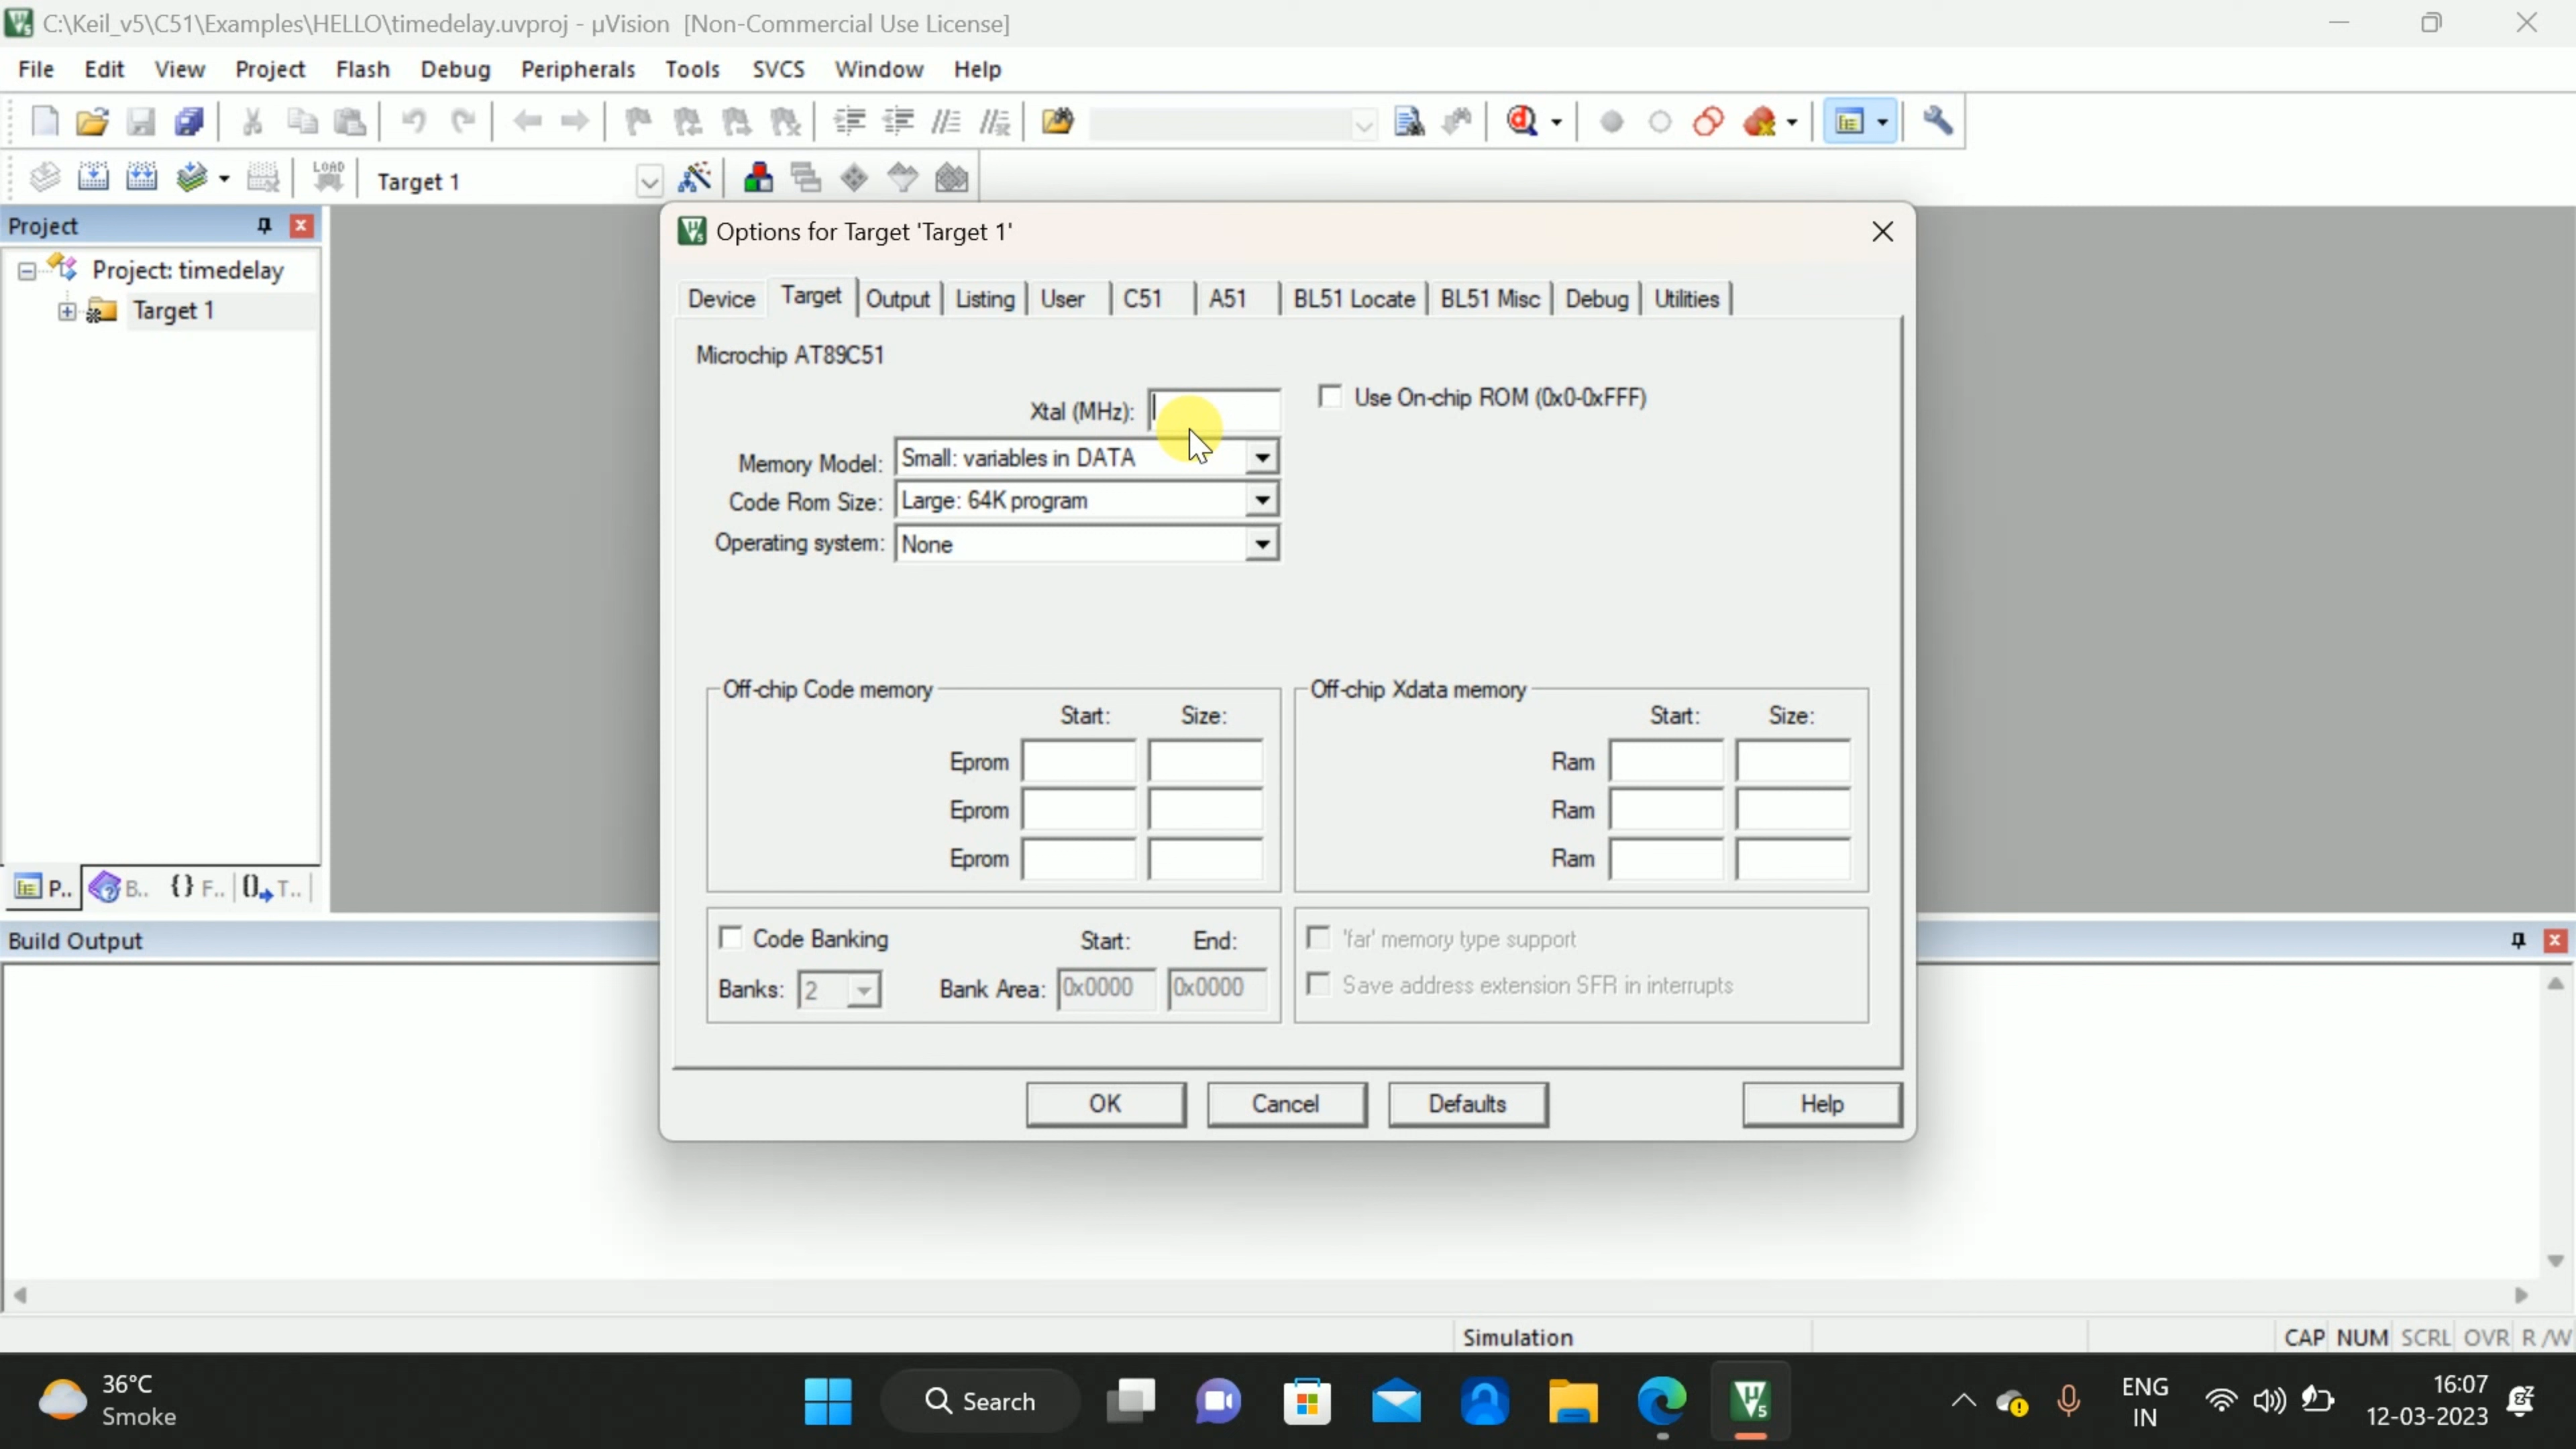 C:\Keil_v5\C51\Examples\HELLO\timedelay.uvproj - µVision [Non-Commercial Use License]
File Edit View Project Flash Debug Peripherals Tools SVCS Window Help
LOAD Target 1
Project
Project: timedelay
Target 1
P.. B.. {} F.. T..
Options for Target 'Target 1'
Device Target Output Listing User C51 A51 BL51 Locate BL51 Misc Debug Utilities
Microchip AT89C51
Xtal (MHz):
Use On-chip ROM (0x0-0xFFF)
Memory Model: Small: variables in DATA
Code Rom Size: Large: 64K program
Operating system: None
Off-chip Code memory
Start: Size:
Eprom
Eprom
Eprom
Off-chip Xdata memory
Start: Size:
Ram
Ram
Ram
Code Banking Start: End:
Banks: 2 Bank Area: 0x0000 0x0000
'far' memory type support
Save address extension SFR in interrupts
OK Cancel Defaults Help
Build Output
Simulation CAP NUM SCRL OVR R /W
36°C
Smoke
Search
ENG
IN
16:07
12-03-2023